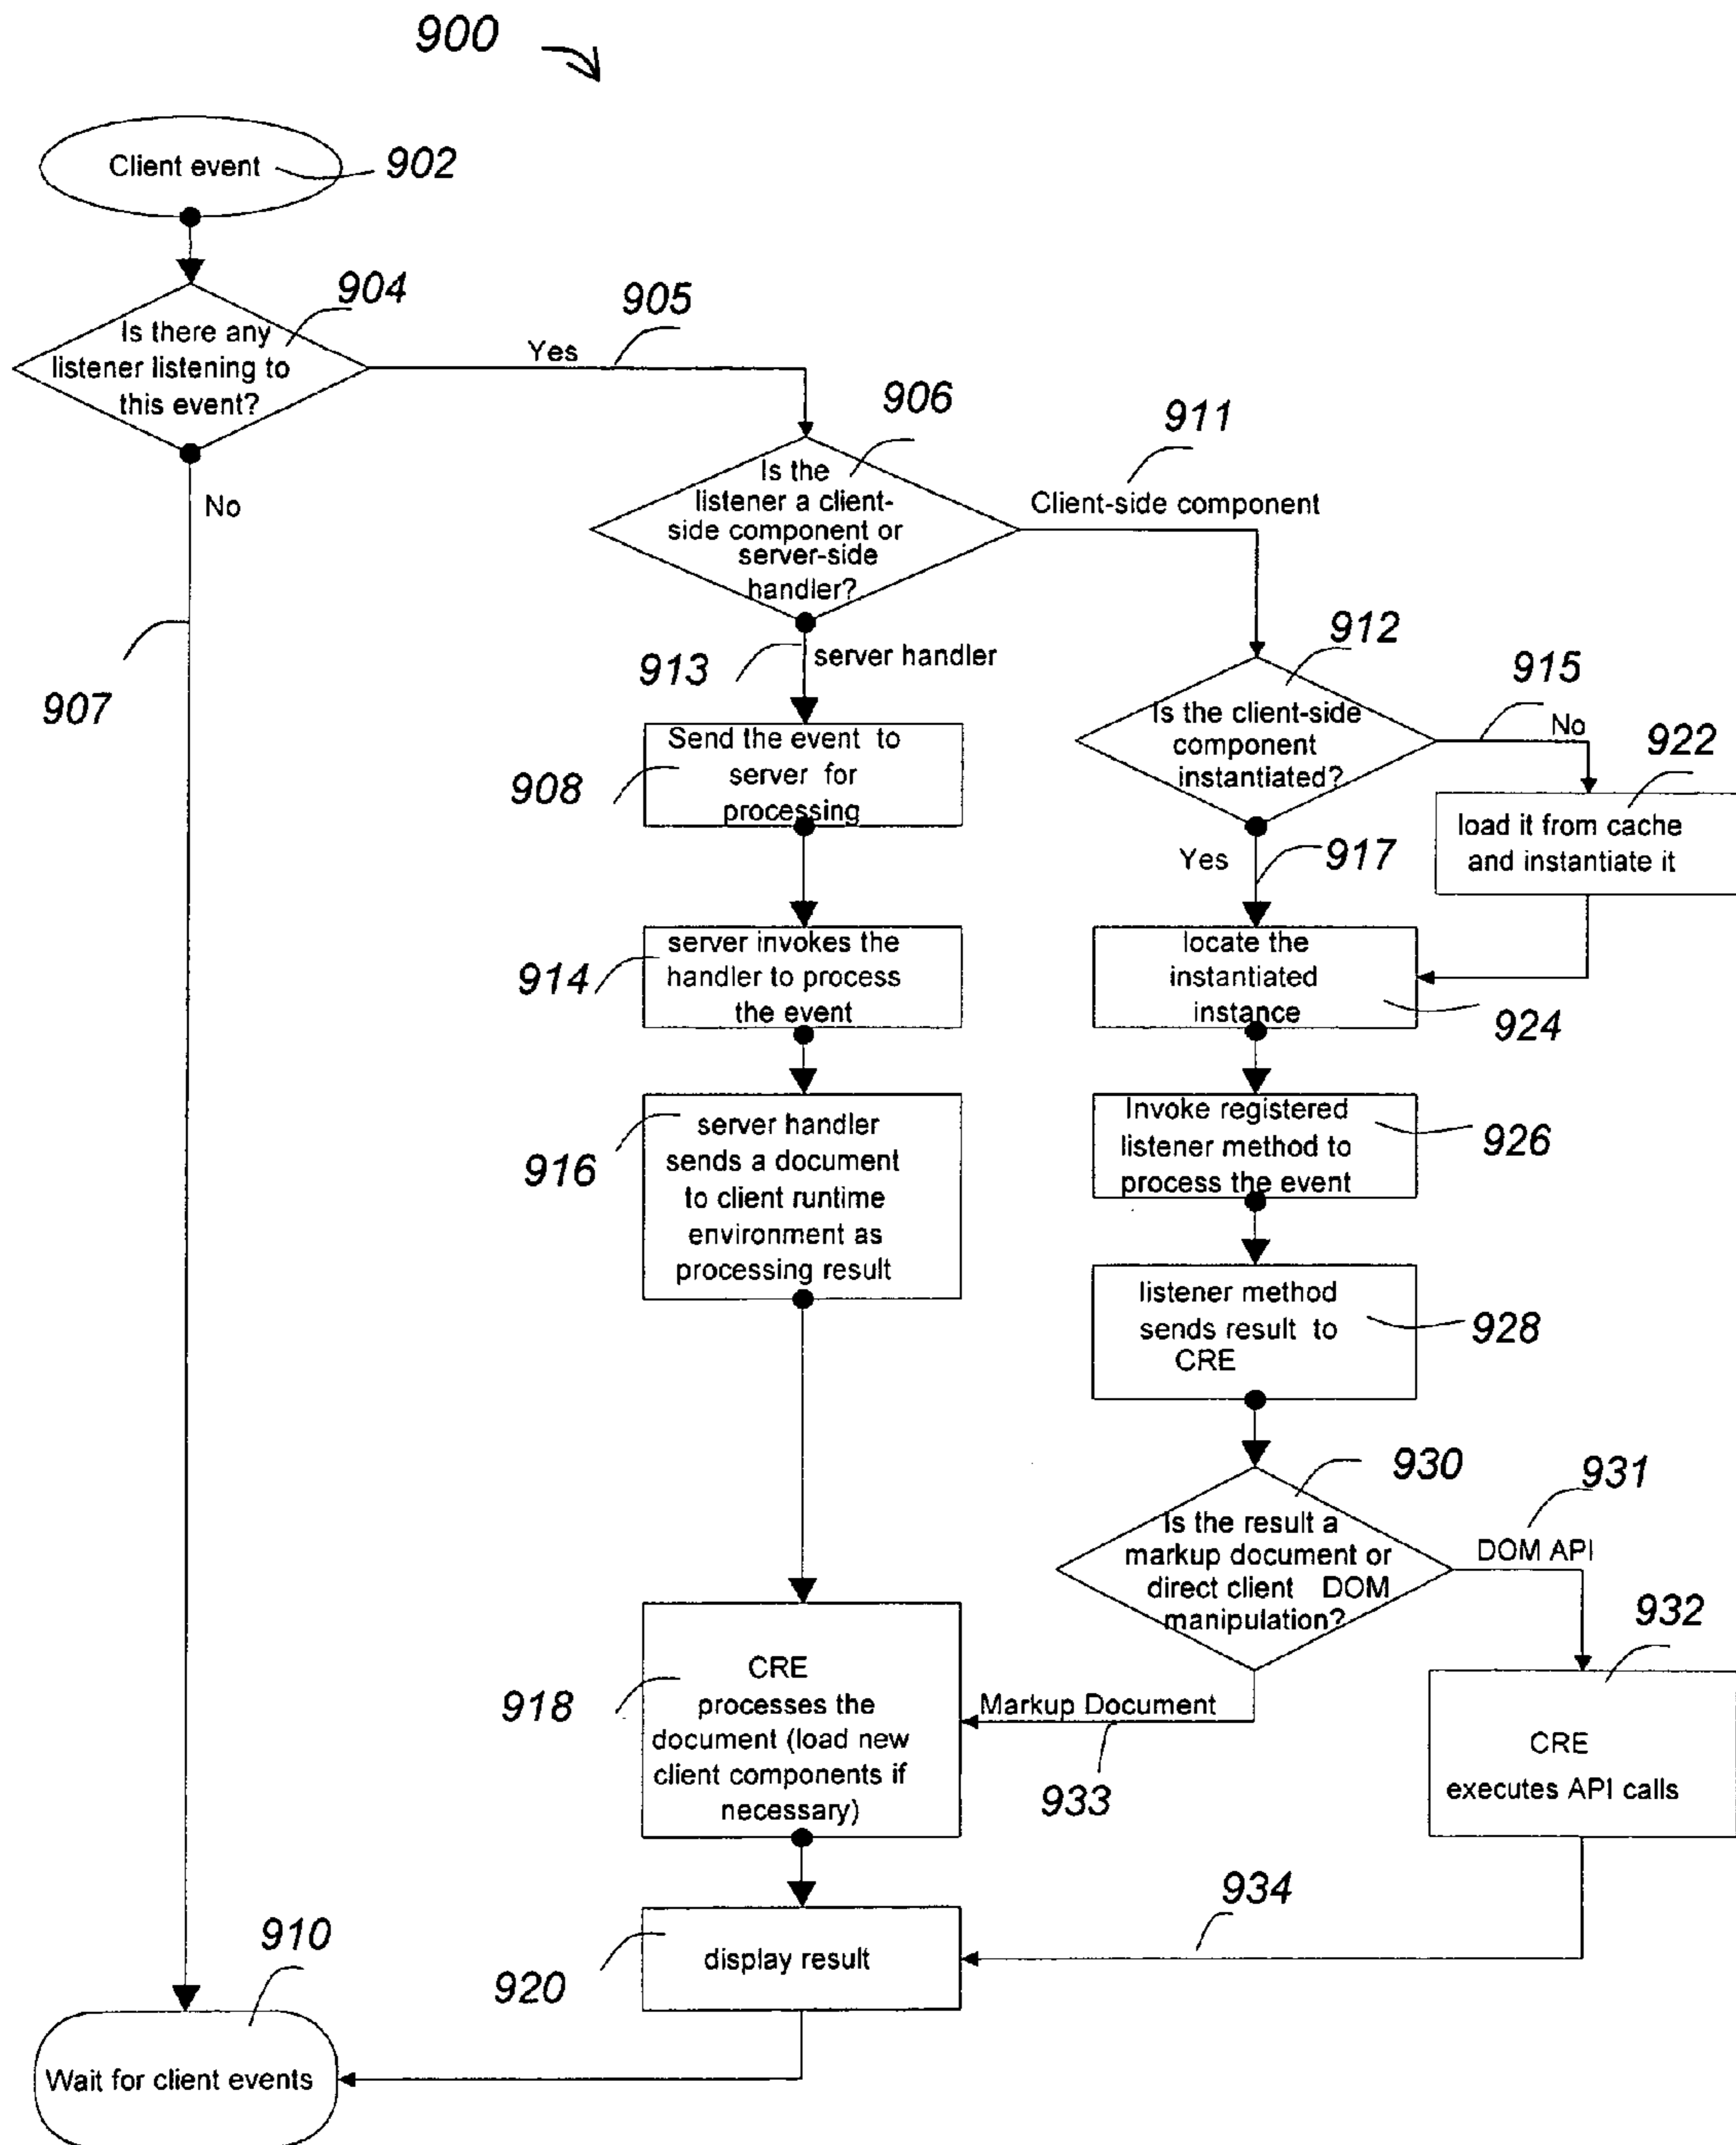 900
Client event
902
904
Is there any
listener listening to
this event?
905
Yes
No
907
906
Is the
listener a client-
side component or
server-side
handler?
911
Client-side component
913
server handler
912
Is the client-side
component
instantiated?
915
No
922
load it from cache
and instantiate it
908
Send the event to
server for
processing
Yes
917
914
server invokes the
handler to process
the event
locate the
instantiated
instance
924
916
server handler
sends a document
to client runtime
environment as
processing result
Invoke registered
listener method to
process the event
926
listener method
sends result to
CRE
928
930
Is the result a
markup document or
direct client DOM
manipulation?
931
DOM API
932
CRE
executes API calls
918
CRE
processes the
document (load new
client components if
necessary)
Markup Document
933
934
920
display result
910
Wait for client events